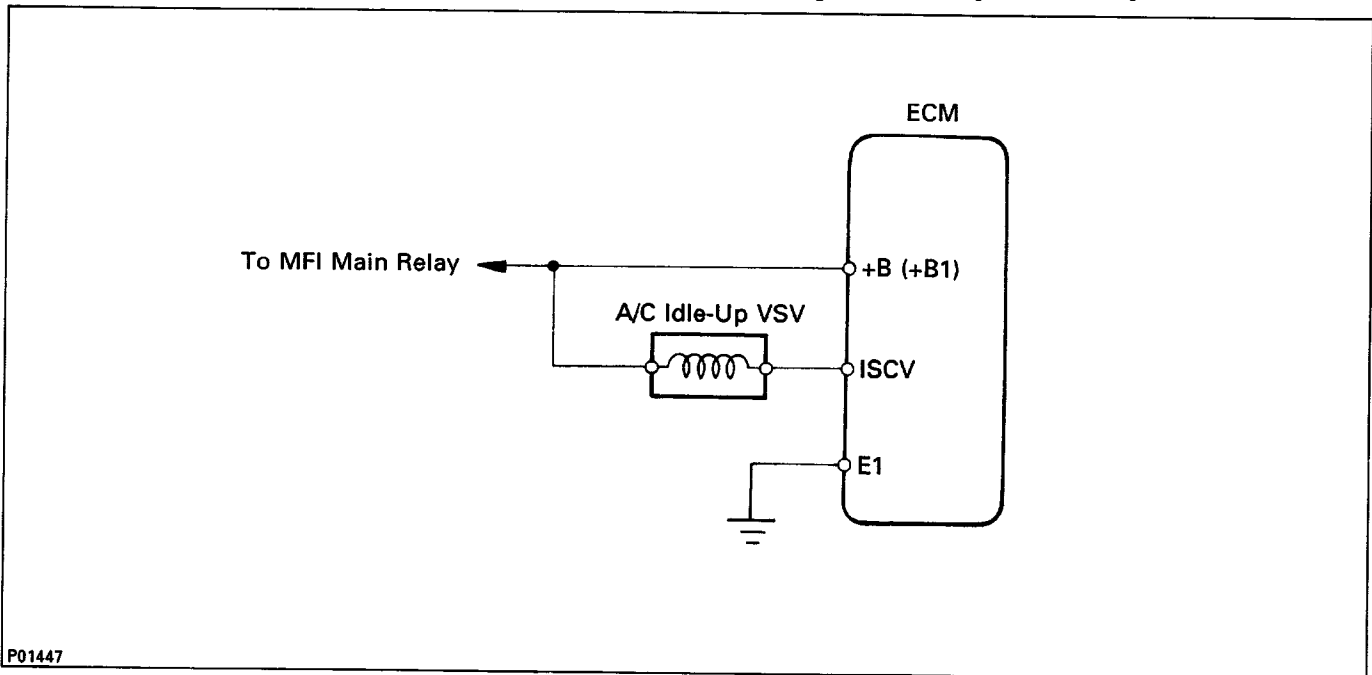 ECM
To MFI Main Relay
+B (+B1)
A/C Idle-Up VSV
ISCV
E1
P01447